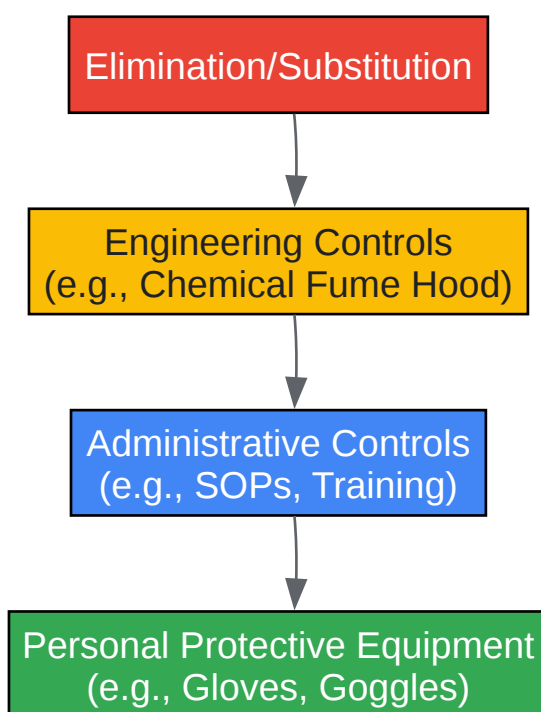 Elimination/Substitution
Engineering Controls
(e.g., Chemical Fume Hood)
Administrative Controls
(e.g., SOPs, Training)
Personal Protective Equipment
(e.g., Gloves, Goggles)